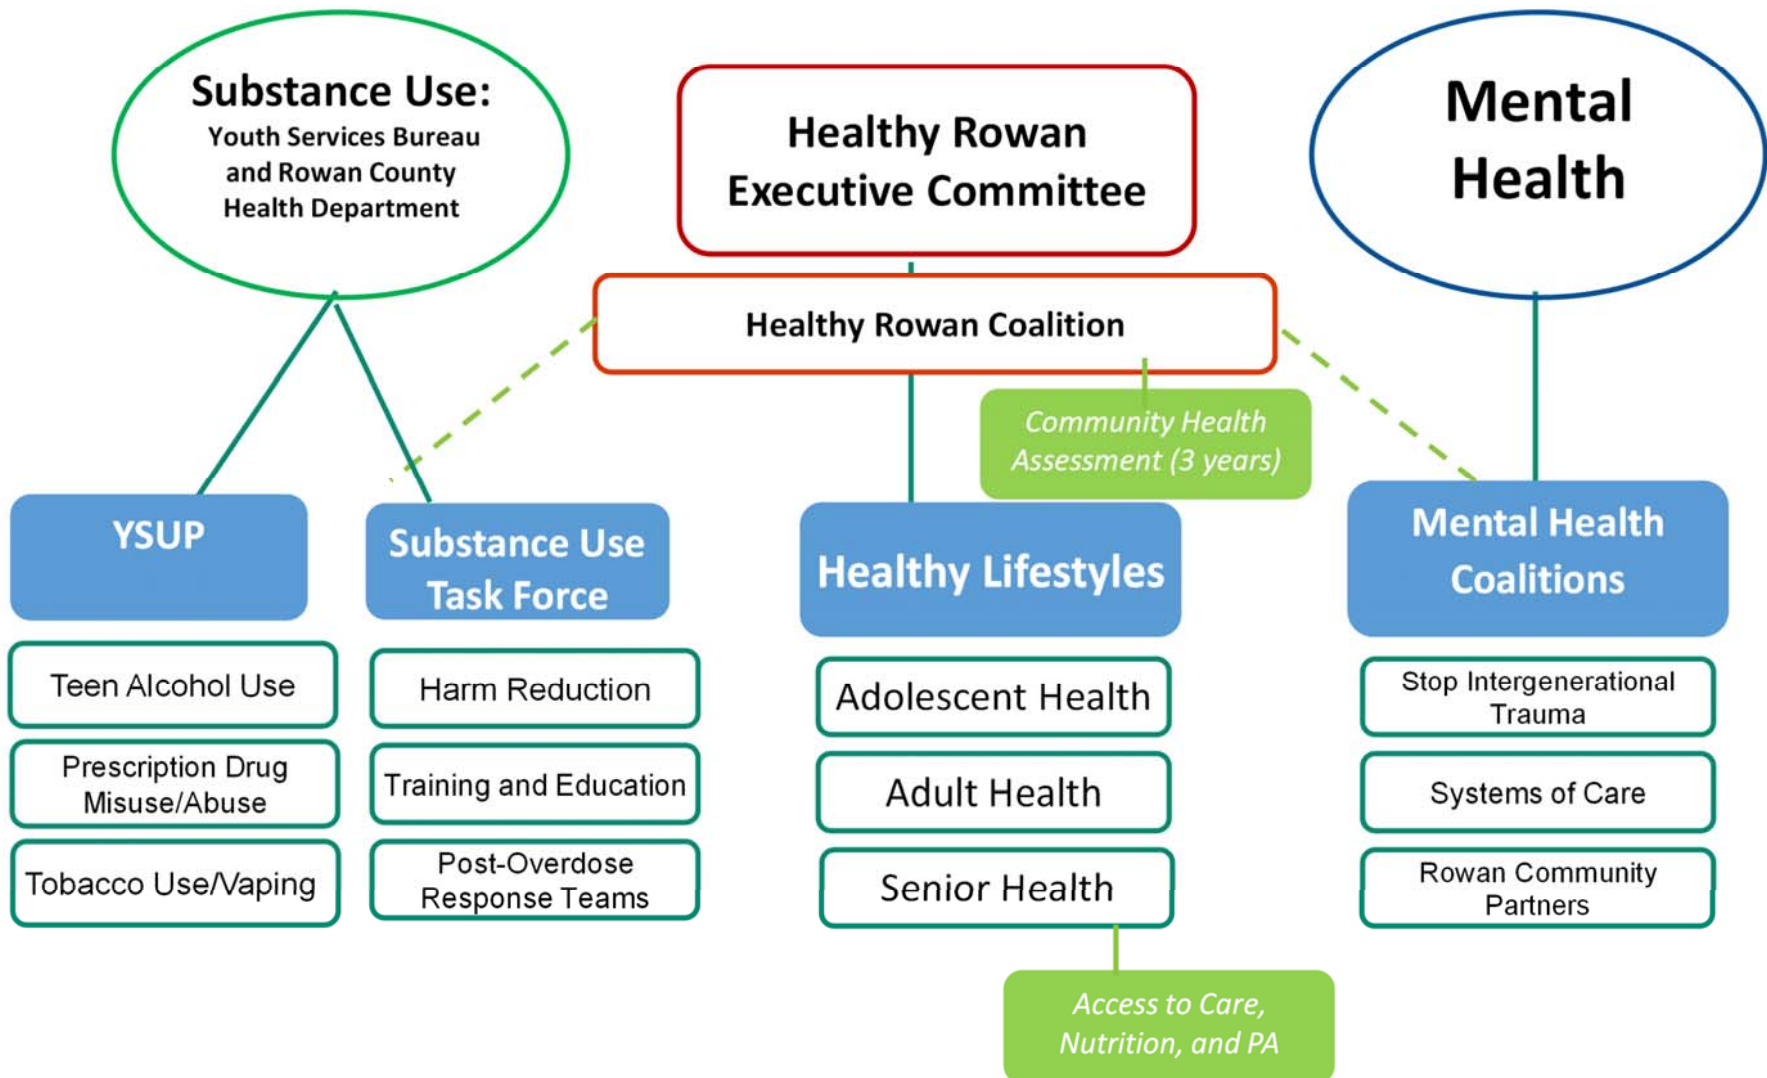 Substance Use:
Youth Services Bureau
and Rowan County
Health Department
Healthy Rowan
Executive Committee
Mental
Health
Healthy Rowan Coalition
Community Health
Assessment (3 years)
YSUP
Substance Use
Task Force
Healthy Lifestyles
Mental Health
Coalitions
Teen Alcohol Use
Prescription Drug
Misuse/Abuse
Tobacco Use/Vaping
Harm Reduction
Training and Education
Post-Overdose
Response Teams
Adolescent Health
Adult Health
Senior Health
Stop Intergenerational
Trauma
Systems of Care
Rowan Community
Partners
Access to Care,
Nutrition, and PA